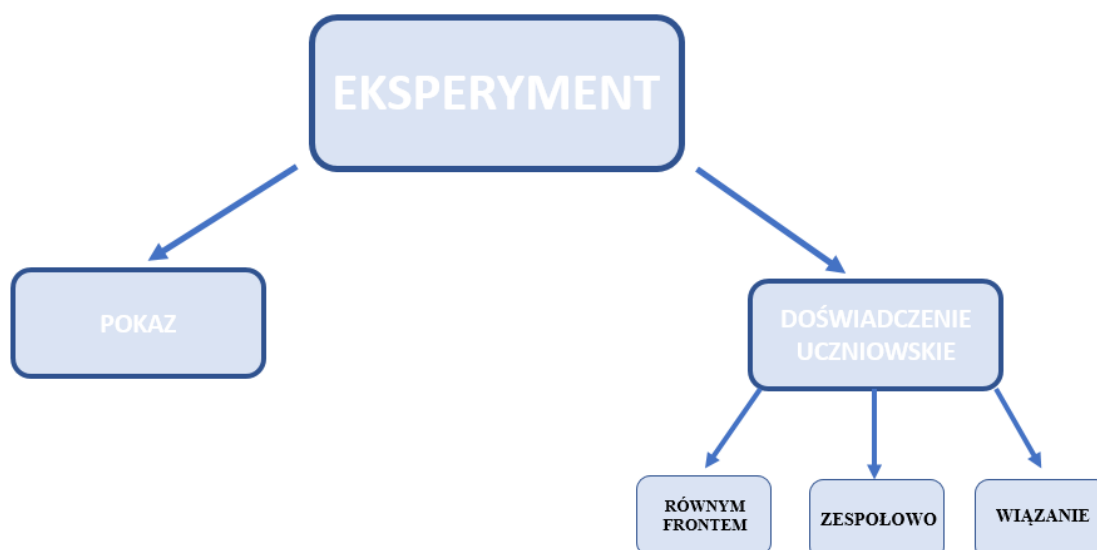 EKSPERYMENT
POKAZ
DOŚWIADCZENIE
UCZNIOWSKIE
RÓWNYM
FRONTEM
ZESPOŁOWO
WIĄZANIE